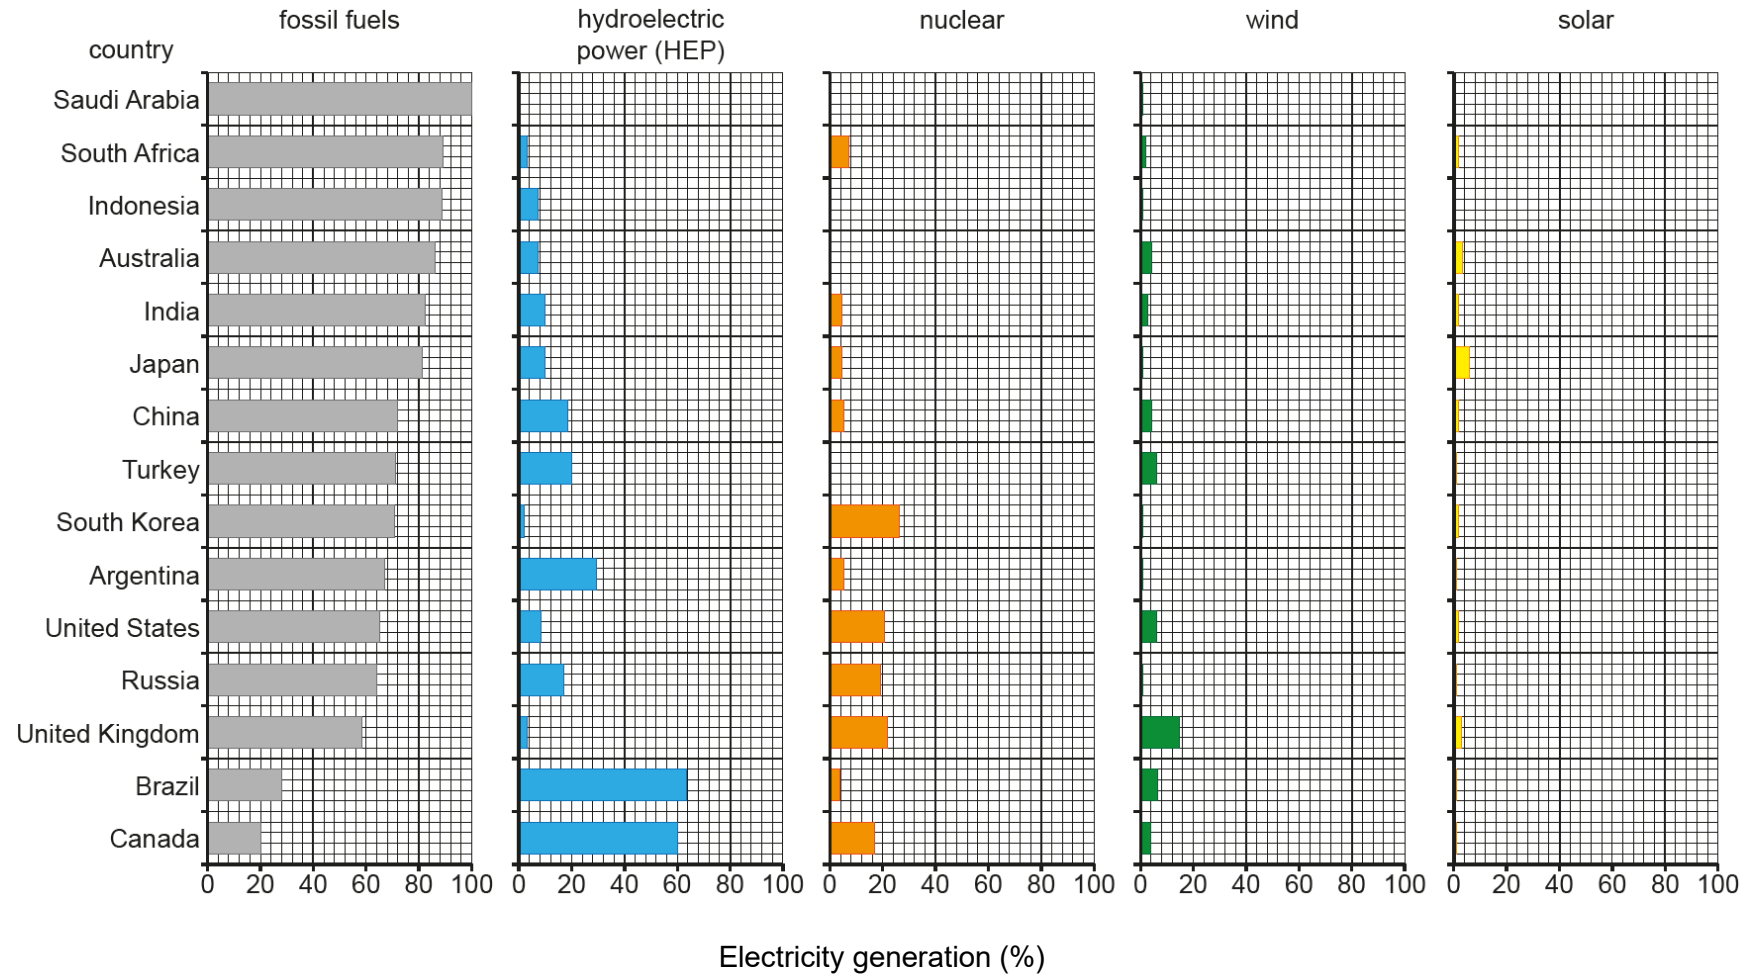 fossil fuels
hydroelectric
power (HEP)
nuclear
wind
solar
country
Saudi Arabia
South Africa
Indonesia
Australia
India
Japan
China
Turkey
South Korea
Argentina
United States
Russia
United Kingdom
Brazil
Canada
0 20 40 60 80 100 0 20 40 60 80 100 0 20 40 60 80 100 0 20 40 60 80 100 0 20 40 60 80 100
Electricity generation (%)